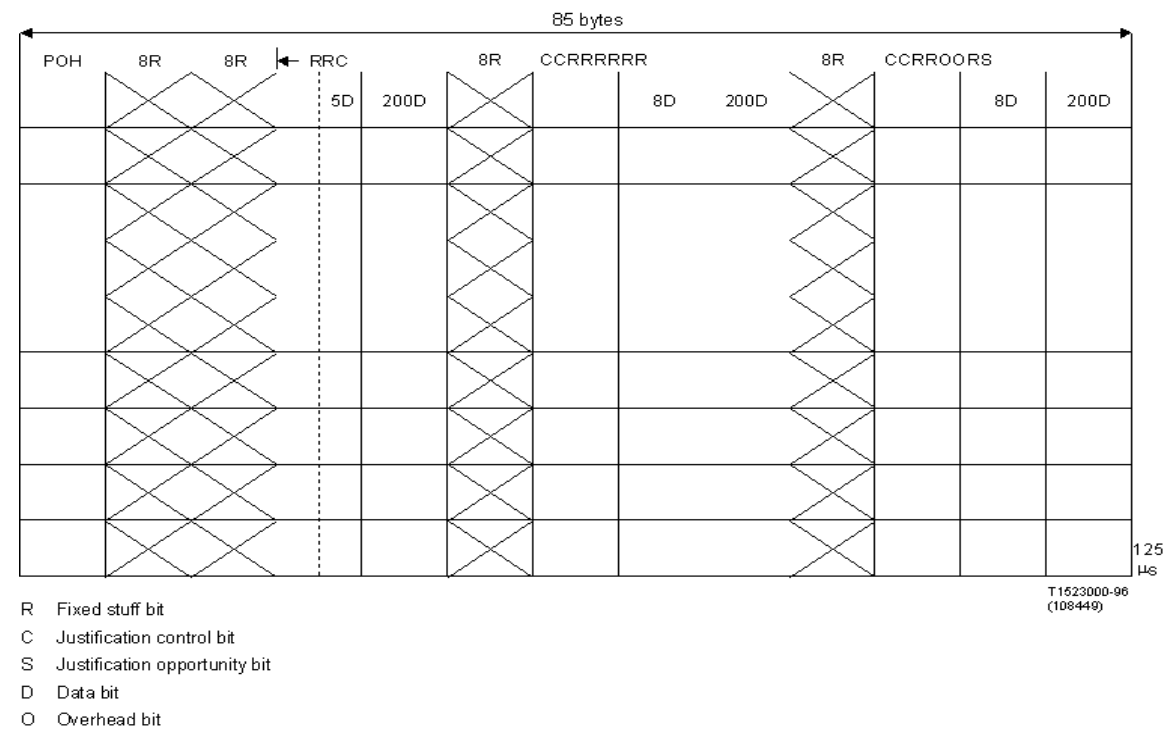 85 bytes
POH 8R 8R RRC 8R CCRRRRRR 8R CCRROORS
5D 200D 8D 200D 8D 200D
125
µs
T1523000-96
(108449)
R Fixed stuff bit
C Justification control bit
S Justification opportunity bit
D Data bit
O Overhead bit